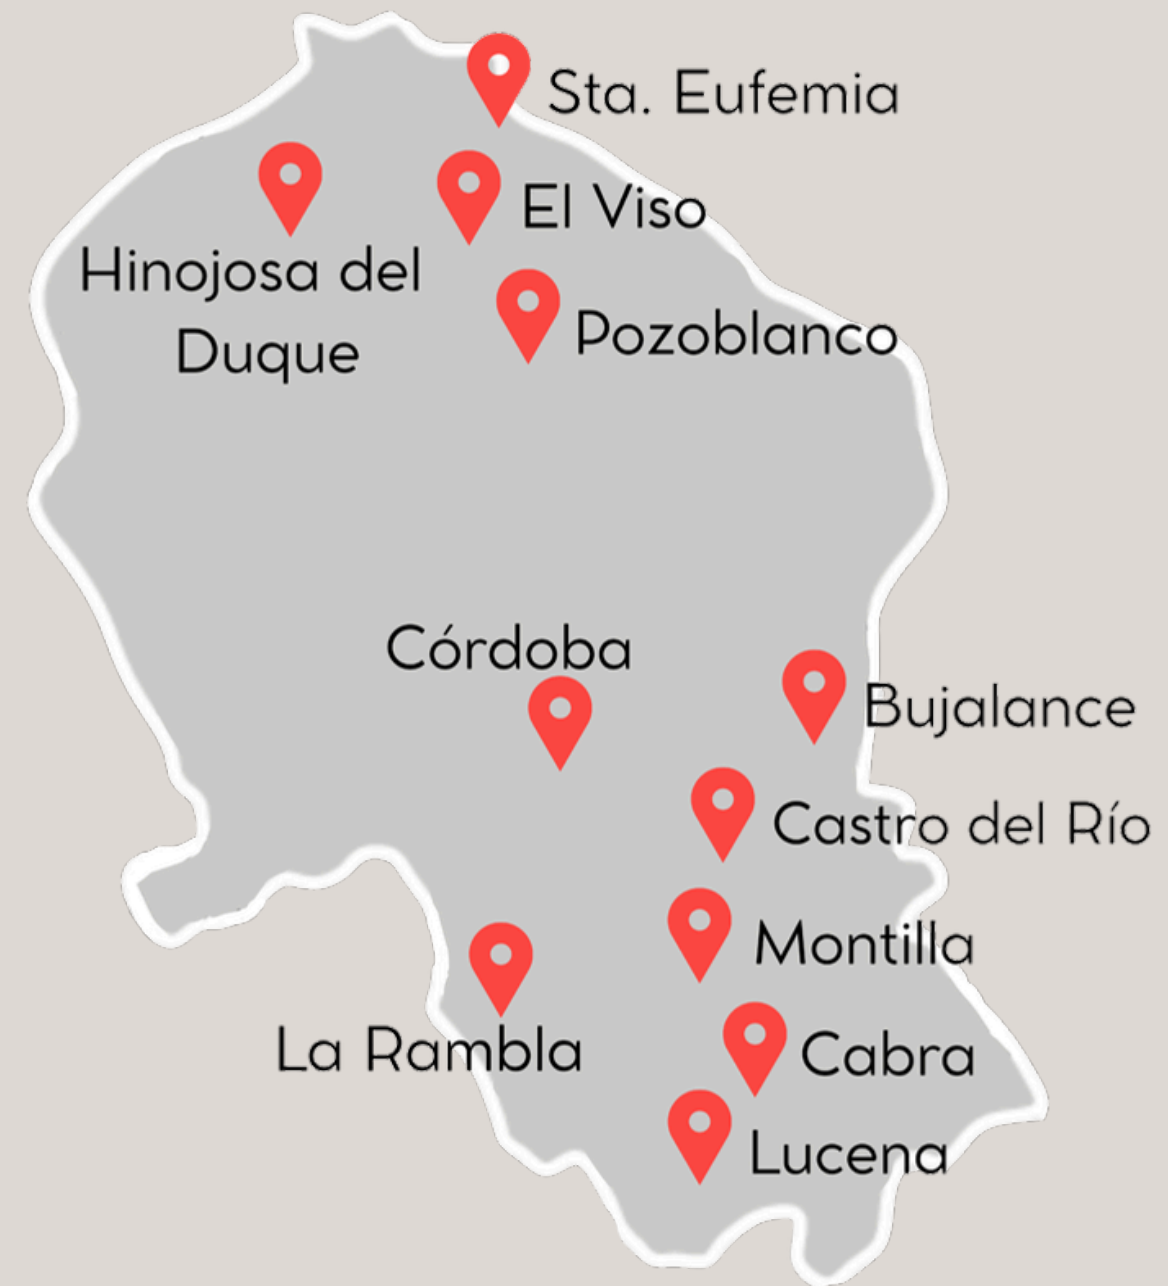 Sta. Eufemia
El Viso
Hinojosa del
Duque
Pozoblanco
Córdoba
Bujalance
Castro del Río
Montilla
La Rambla
Cabra
Lucena